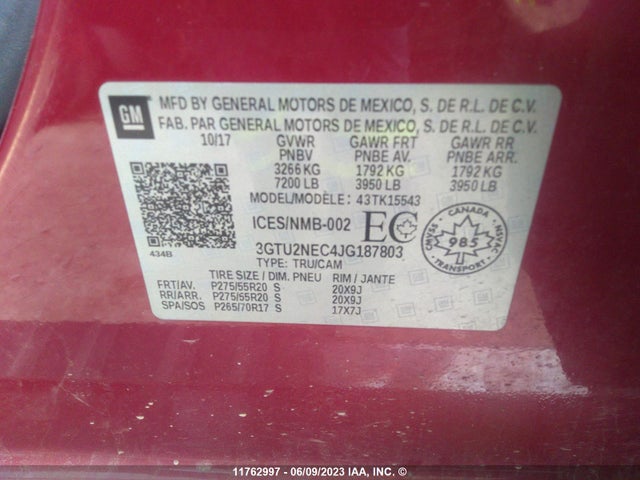 GM
MFD BY GENERAL MOTORS DE MEXICO, S. DE R.L. DE C.V.
FAB. PAR GENERAL MOTORS DE MEXICO, S. DE R.L. DE C.V.
10/17 GVWR GAWR FRT GAWR RR
PNBV PNBE AV. PNBE ARR.
3266 KG 1792 KG 1792 KG
7200 LB 3950 LB 3950 LB
MODEL/MODÈLE: 43TK15543
ICES/NMB-002 EC
CANADA
985
SVMAC NSVAC
3GTU2NEC4JG187803
434B
TYPE: TRU/CAM
TIRE SIZE / DIM. PNEU RIM / JANTE
FRT/AV. P275/55R20 S 20X9J
RR/ARR. P275/55R20 S 20X9J
SPA/SOS P265/70R17 S 17X7J
11762997 - 06/09/2023 IAA, INC. ©